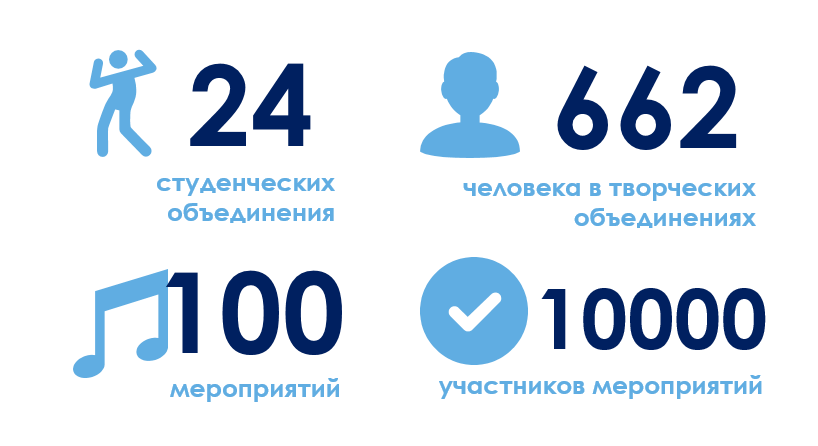 24
студенческих
объединения
662
человека в творческих
объединениях
100
мероприятий
10000
участников мероприятий